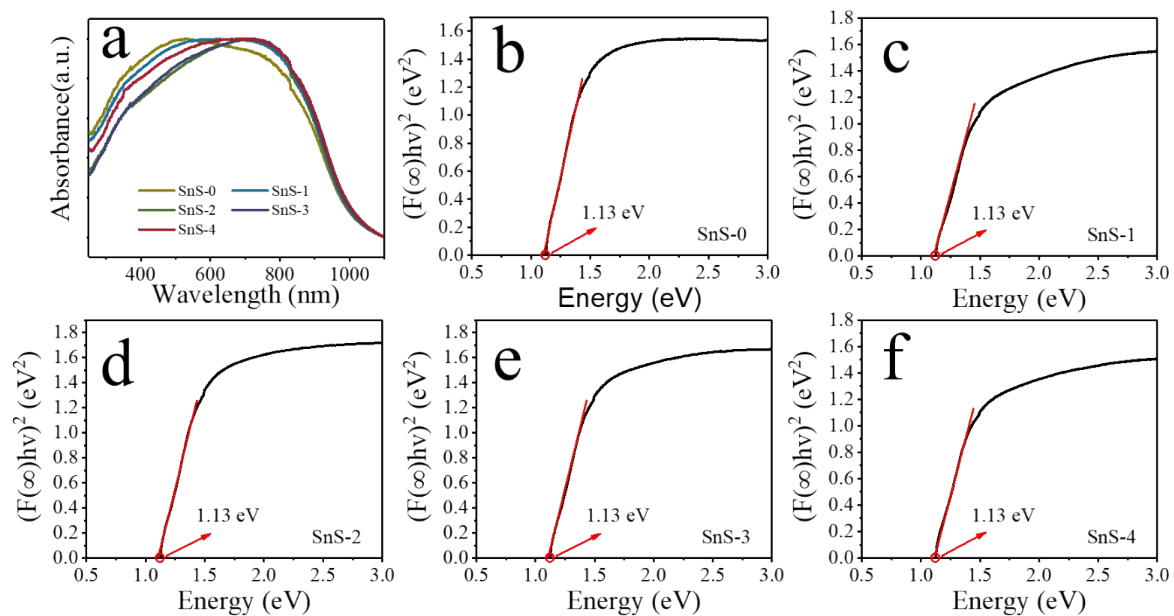 a
Absorbance(a.u.)
SnS-0 SnS-1
SnS-2 SnS-3
SnS-4
400 600 800 1000
Wavelength (nm)
b
(F(∞)hv)² (eV²
1.8
1.6
1.4
1.2
1.0
0.8
0.6
0.4
0.2
0.0
1.13 eV
SnS-0
0.5 1.0 1.5 2.0 2.5 3.0
Energy (eV)
c
(F(∞)hv)² (eV²)
1.8
1.6
1.4
1.2
1.0
0.8
0.6
0.4
0.2
0.0
1.13 eV
SnS-1
0.5 1.0 1.5 2.0 2.5 3.0
Energy (eV)
d
(F(∞)hv)² (eV²)
1.8
1.6
1.4
1.2
1.0
0.8
0.6
0.4
0.2
0.0
1.13 eV
SnS-2
0.5 1.0 1.5 2.0 2.5 3.0
Energy (eV)
e
(F(∞)hv)² (eV²)
1.8
1.6
1.4
1.2
1.0
0.8
0.6
0.4
0.2
0.0
1.13 eV
SnS-3
0.5 1.0 1.5 2.0 2.5 3.0
Energy (eV)
f
(F(∞)hv)² (eV²)
1.8
1.6
1.4
1.2
1.0
0.8
0.6
0.4
0.2
0.0
1.13 eV
SnS-4
0.5 1.0 1.5 2.0 2.5 3.0
Energy (eV)